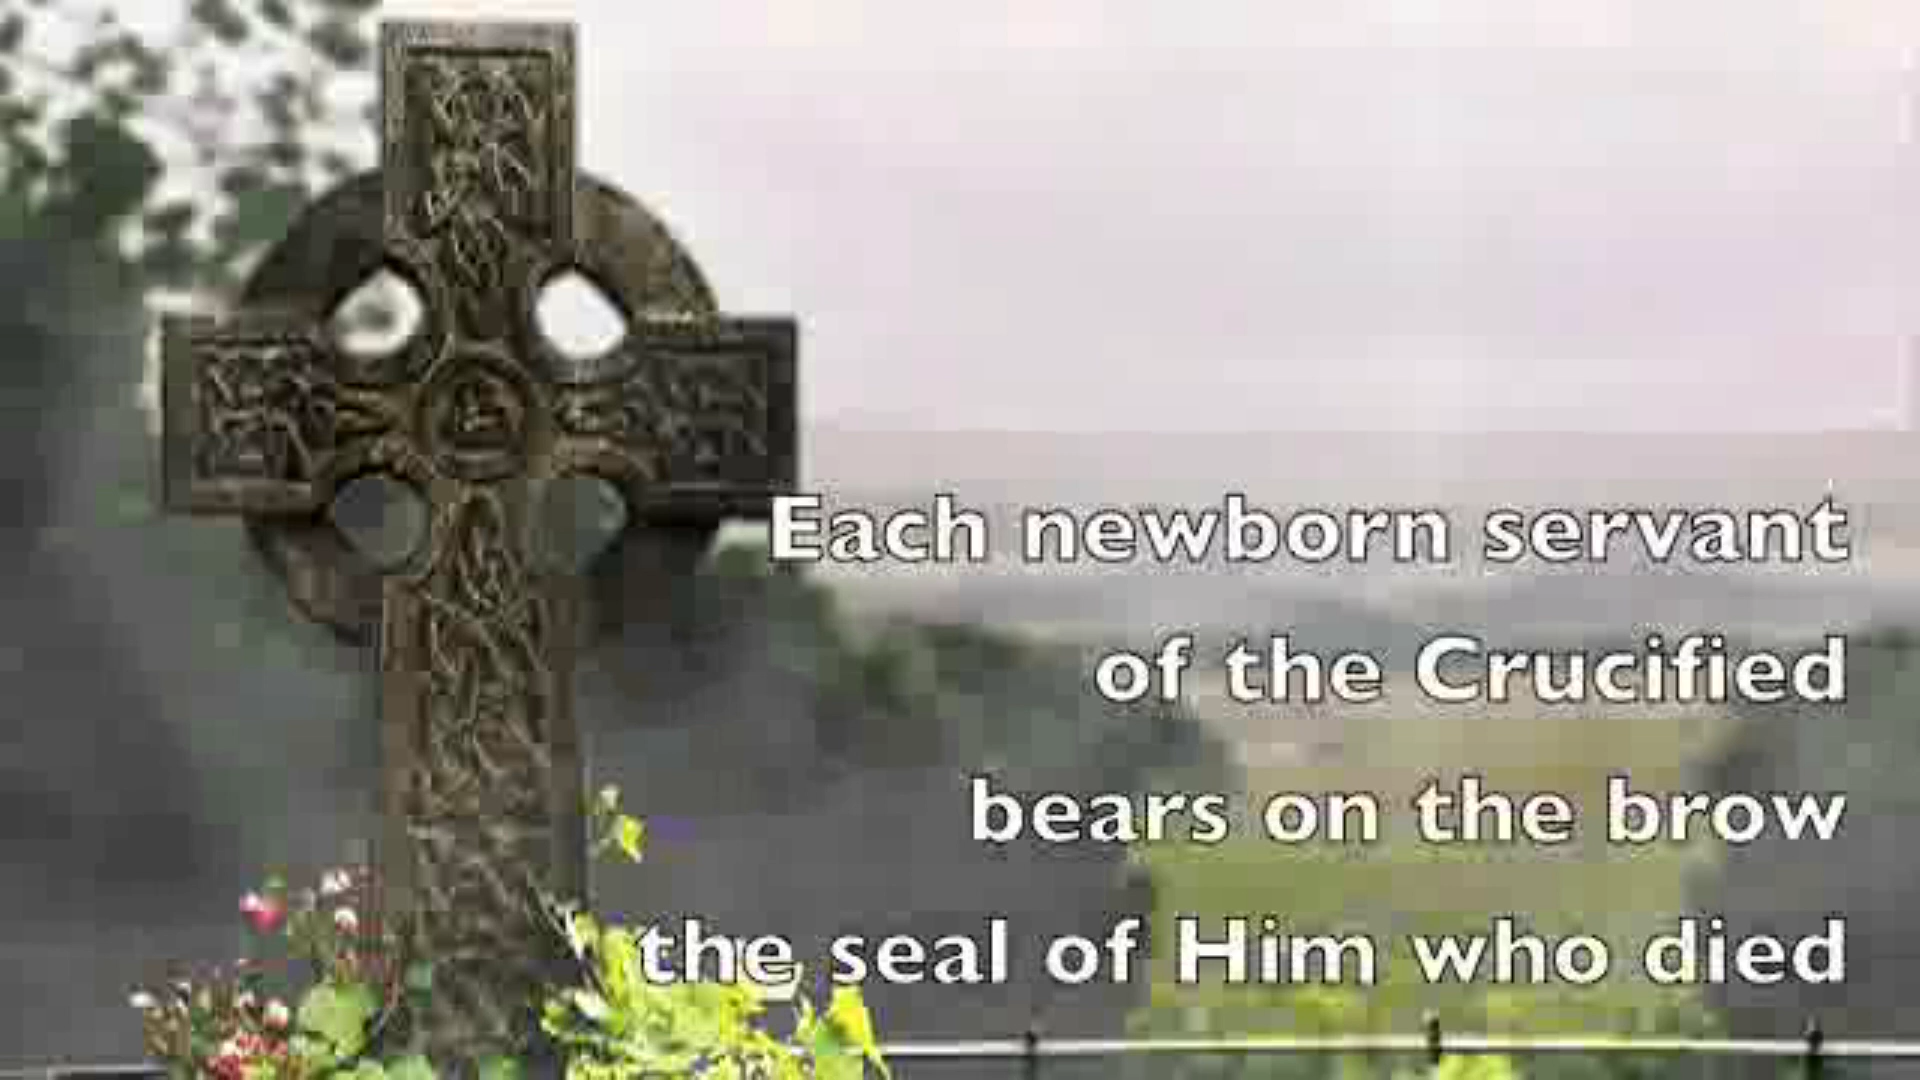 Each newborn servant
of the Crucified
bears on the brow
the seal of Him who died